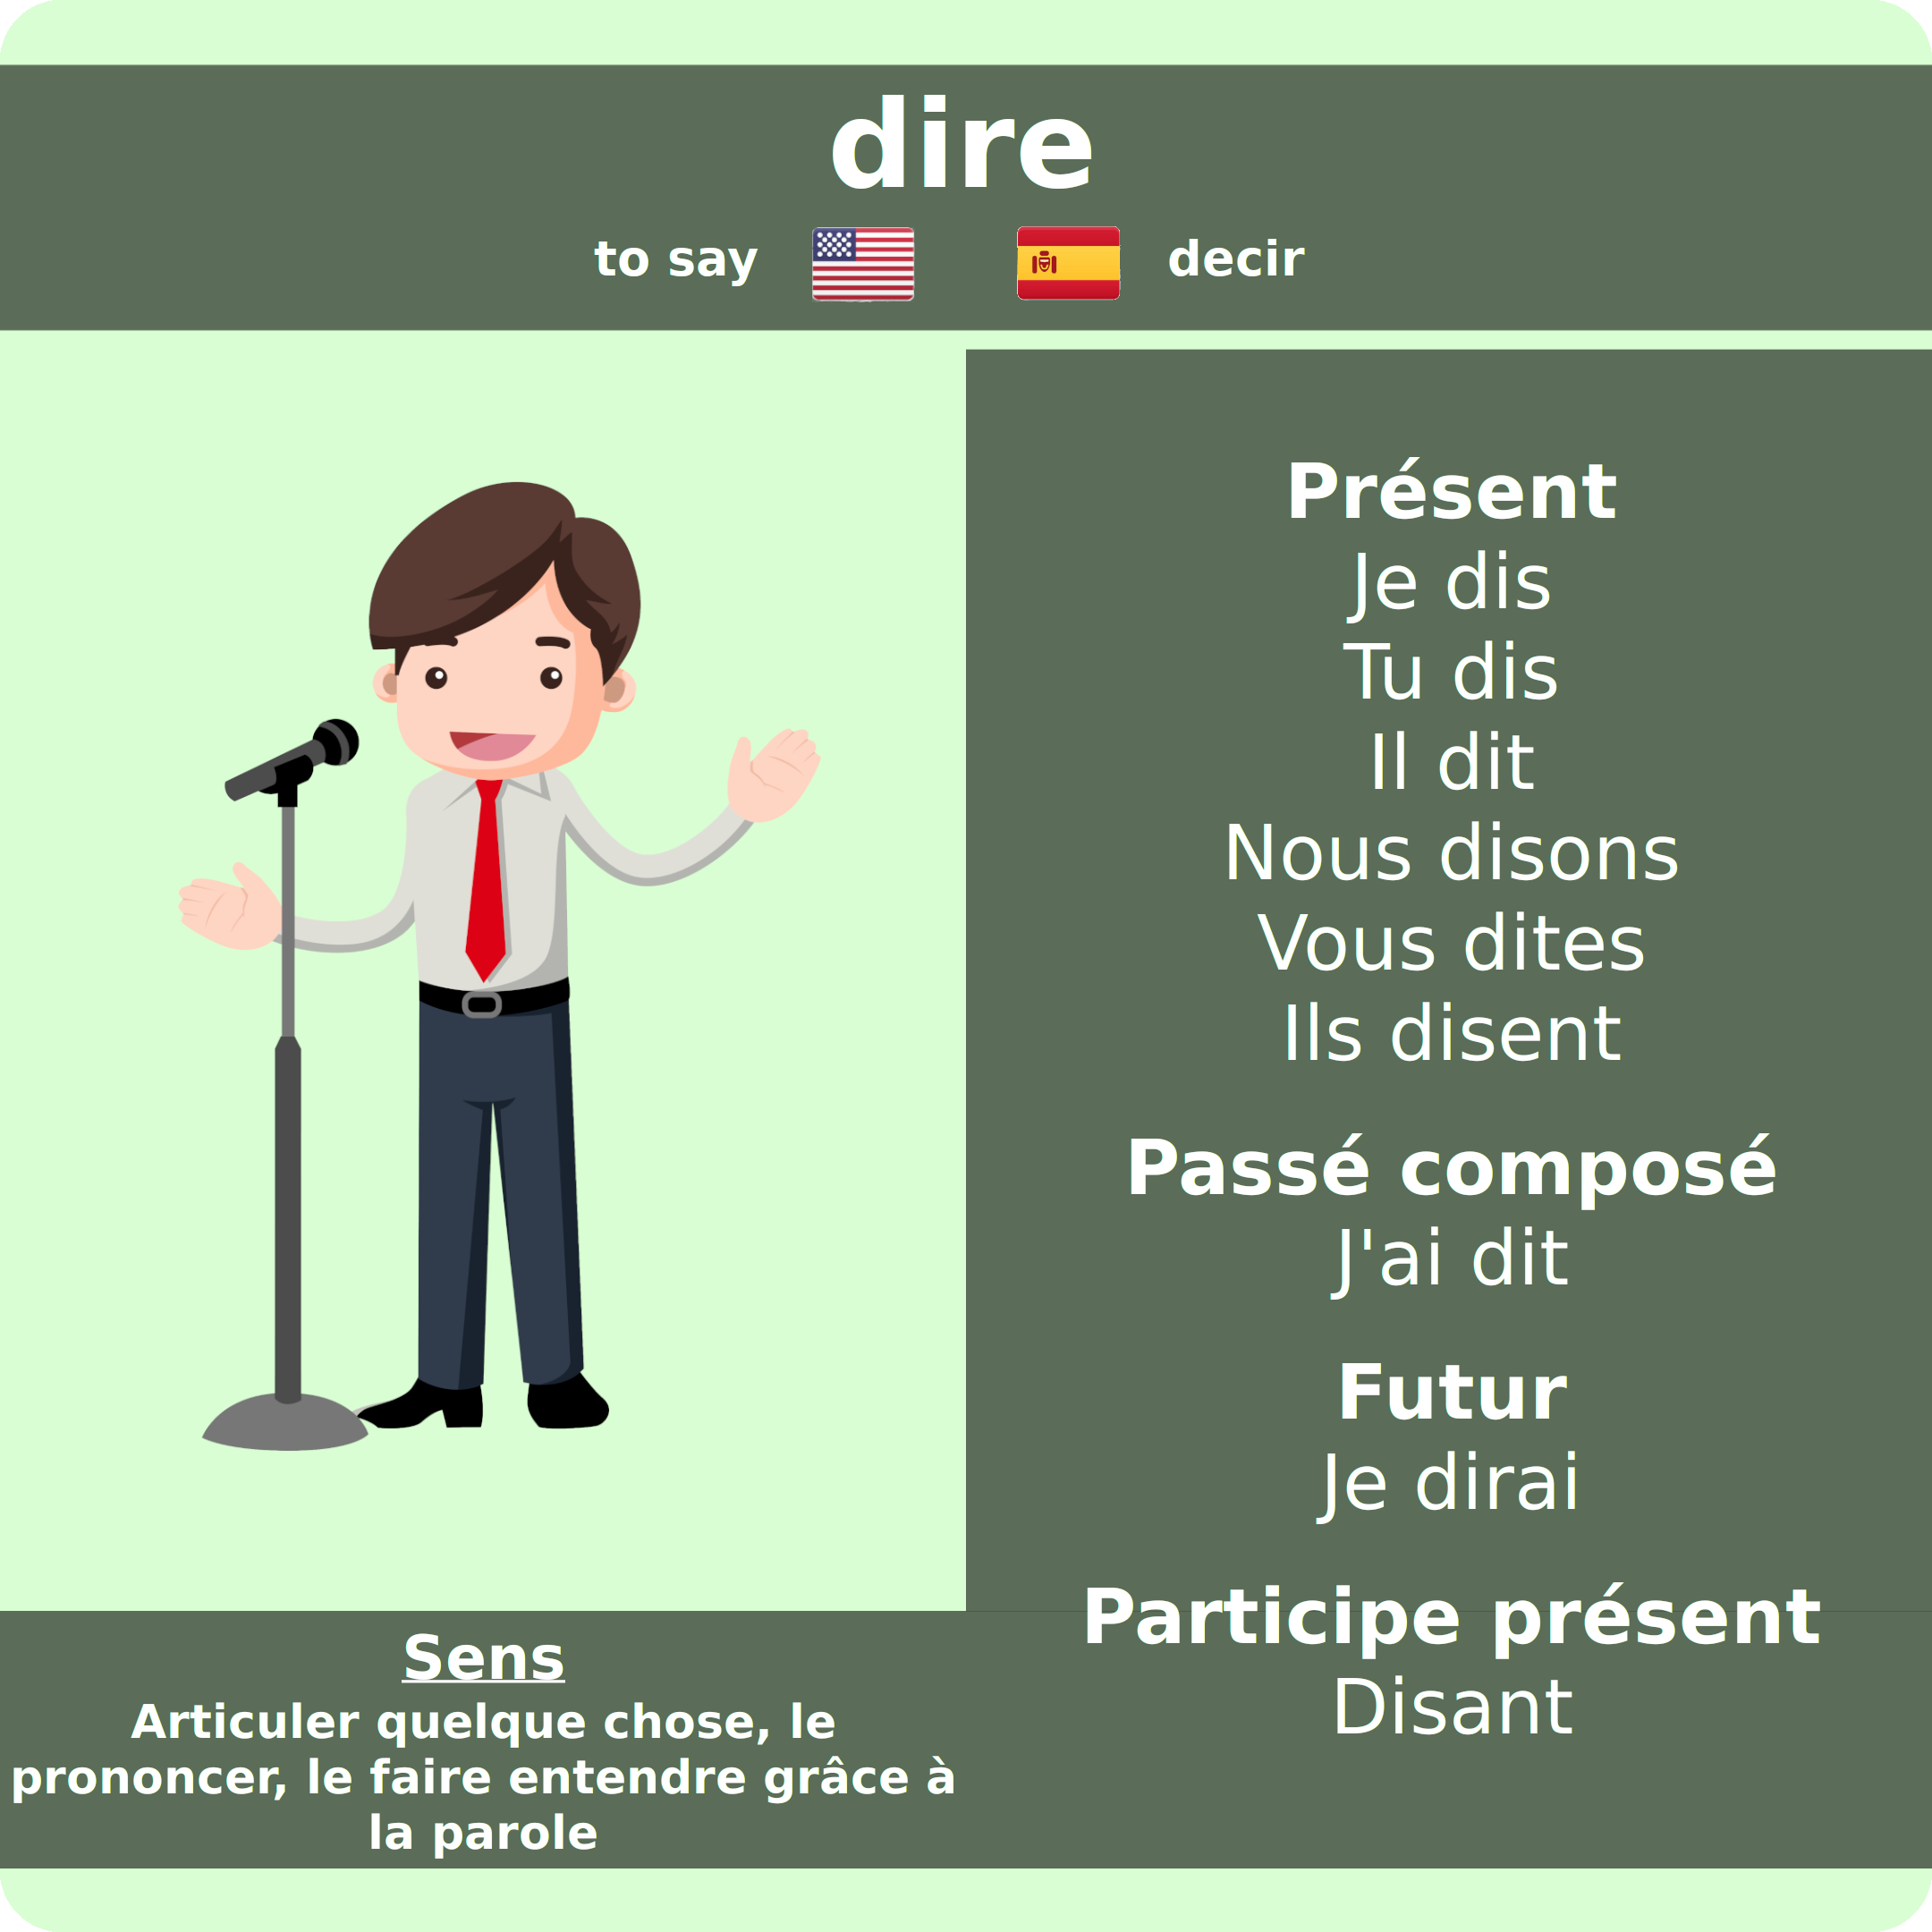 dire
to say decir
Présent
Je dis
Tu dis
Il dit
Nous disons
Vous dites
Ils disent
Passé composé
J'ai dit
Futur
Je dirai
Participe présent
Disant
Sens
Articuler quelque chose, le
prononcer, le faire entendre grâce à
la parole